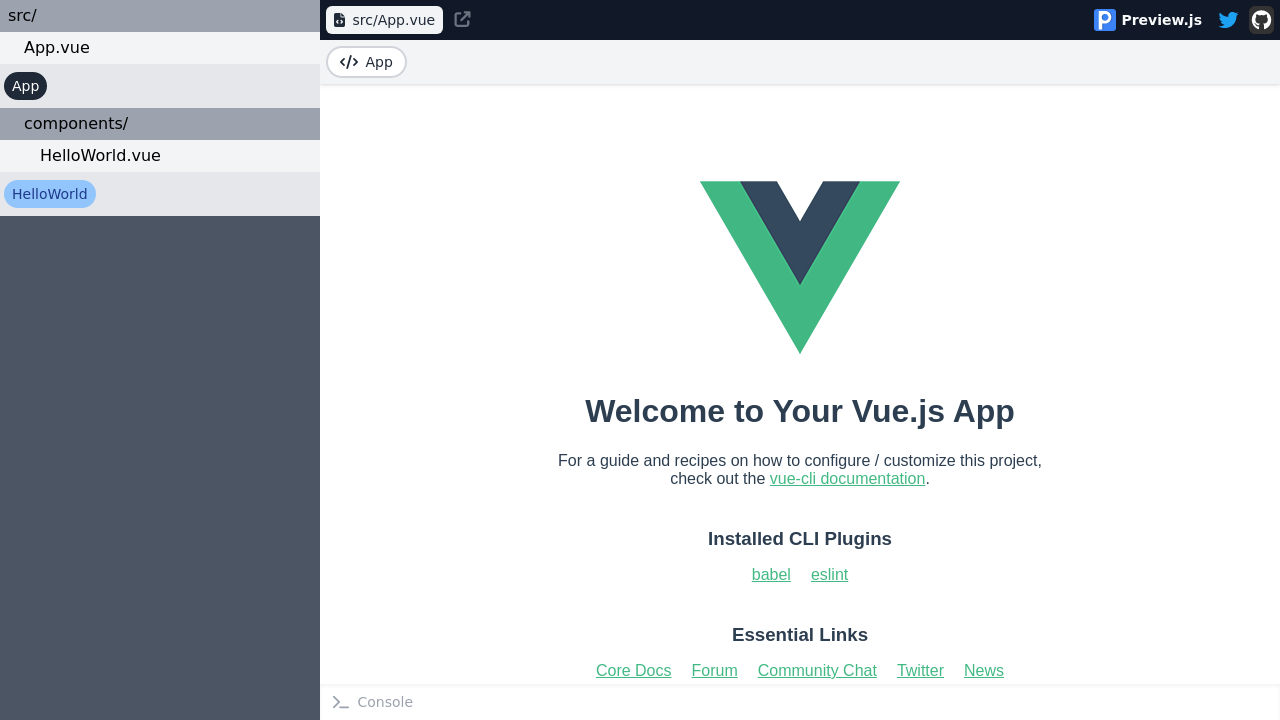 src/
App.vue
App
components/
HelloWorld.vue
HelloWorld
src/App.vue
Preview.js
App
Welcome to Your Vue.js App
For a guide and recipes on how to configure / customize this project,
check out the vue-cli documentation.
Installed CLI Plugins
babel eslint
Essential Links
Core Docs Forum Community Chat Twitter News
Console